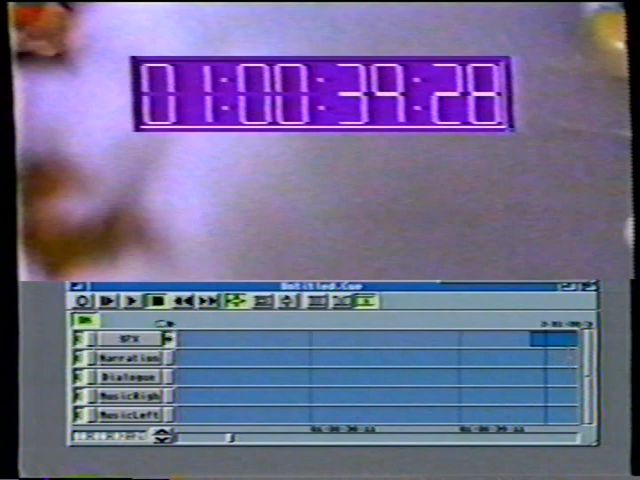 01:00:39:28
Untitled.Cue
SFX
Narration
Dialogue
MusicRigh
MusicLeft